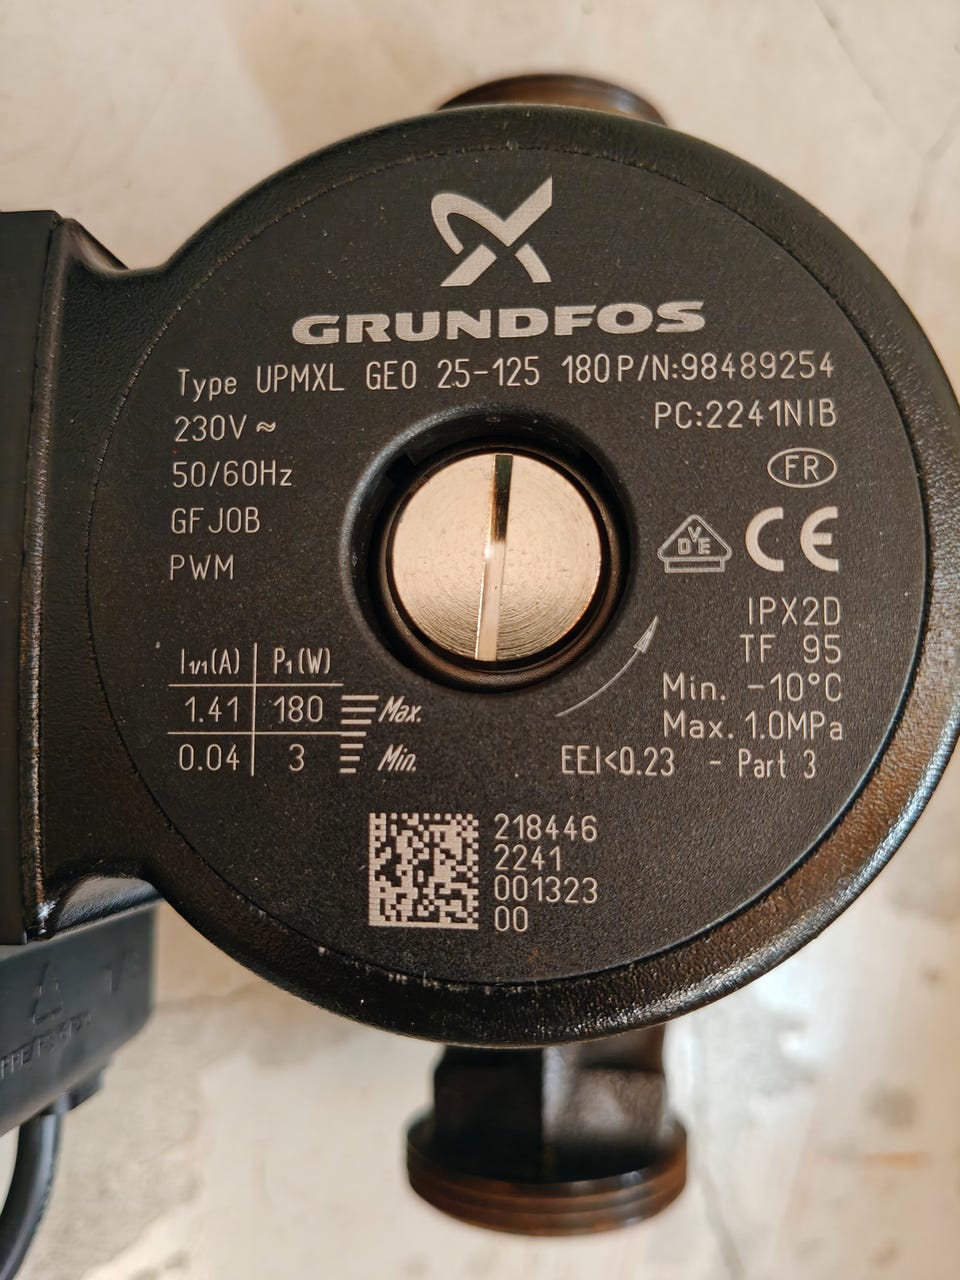 GRUNDFOS
Type UPMXL GEO 25-125 180 P/N:98489254
230V ~ PC:2241NIB
50/60Hz FR
GFJOB VDE CE
PWM
IPX2D
TF 95
I1/1(A) P1(W) Min. -10°C
1.41 180 Max. Max. 1.0MPa
0.04 3 Min. EEI<0.23 - Part 3
218446
2241
001323
00